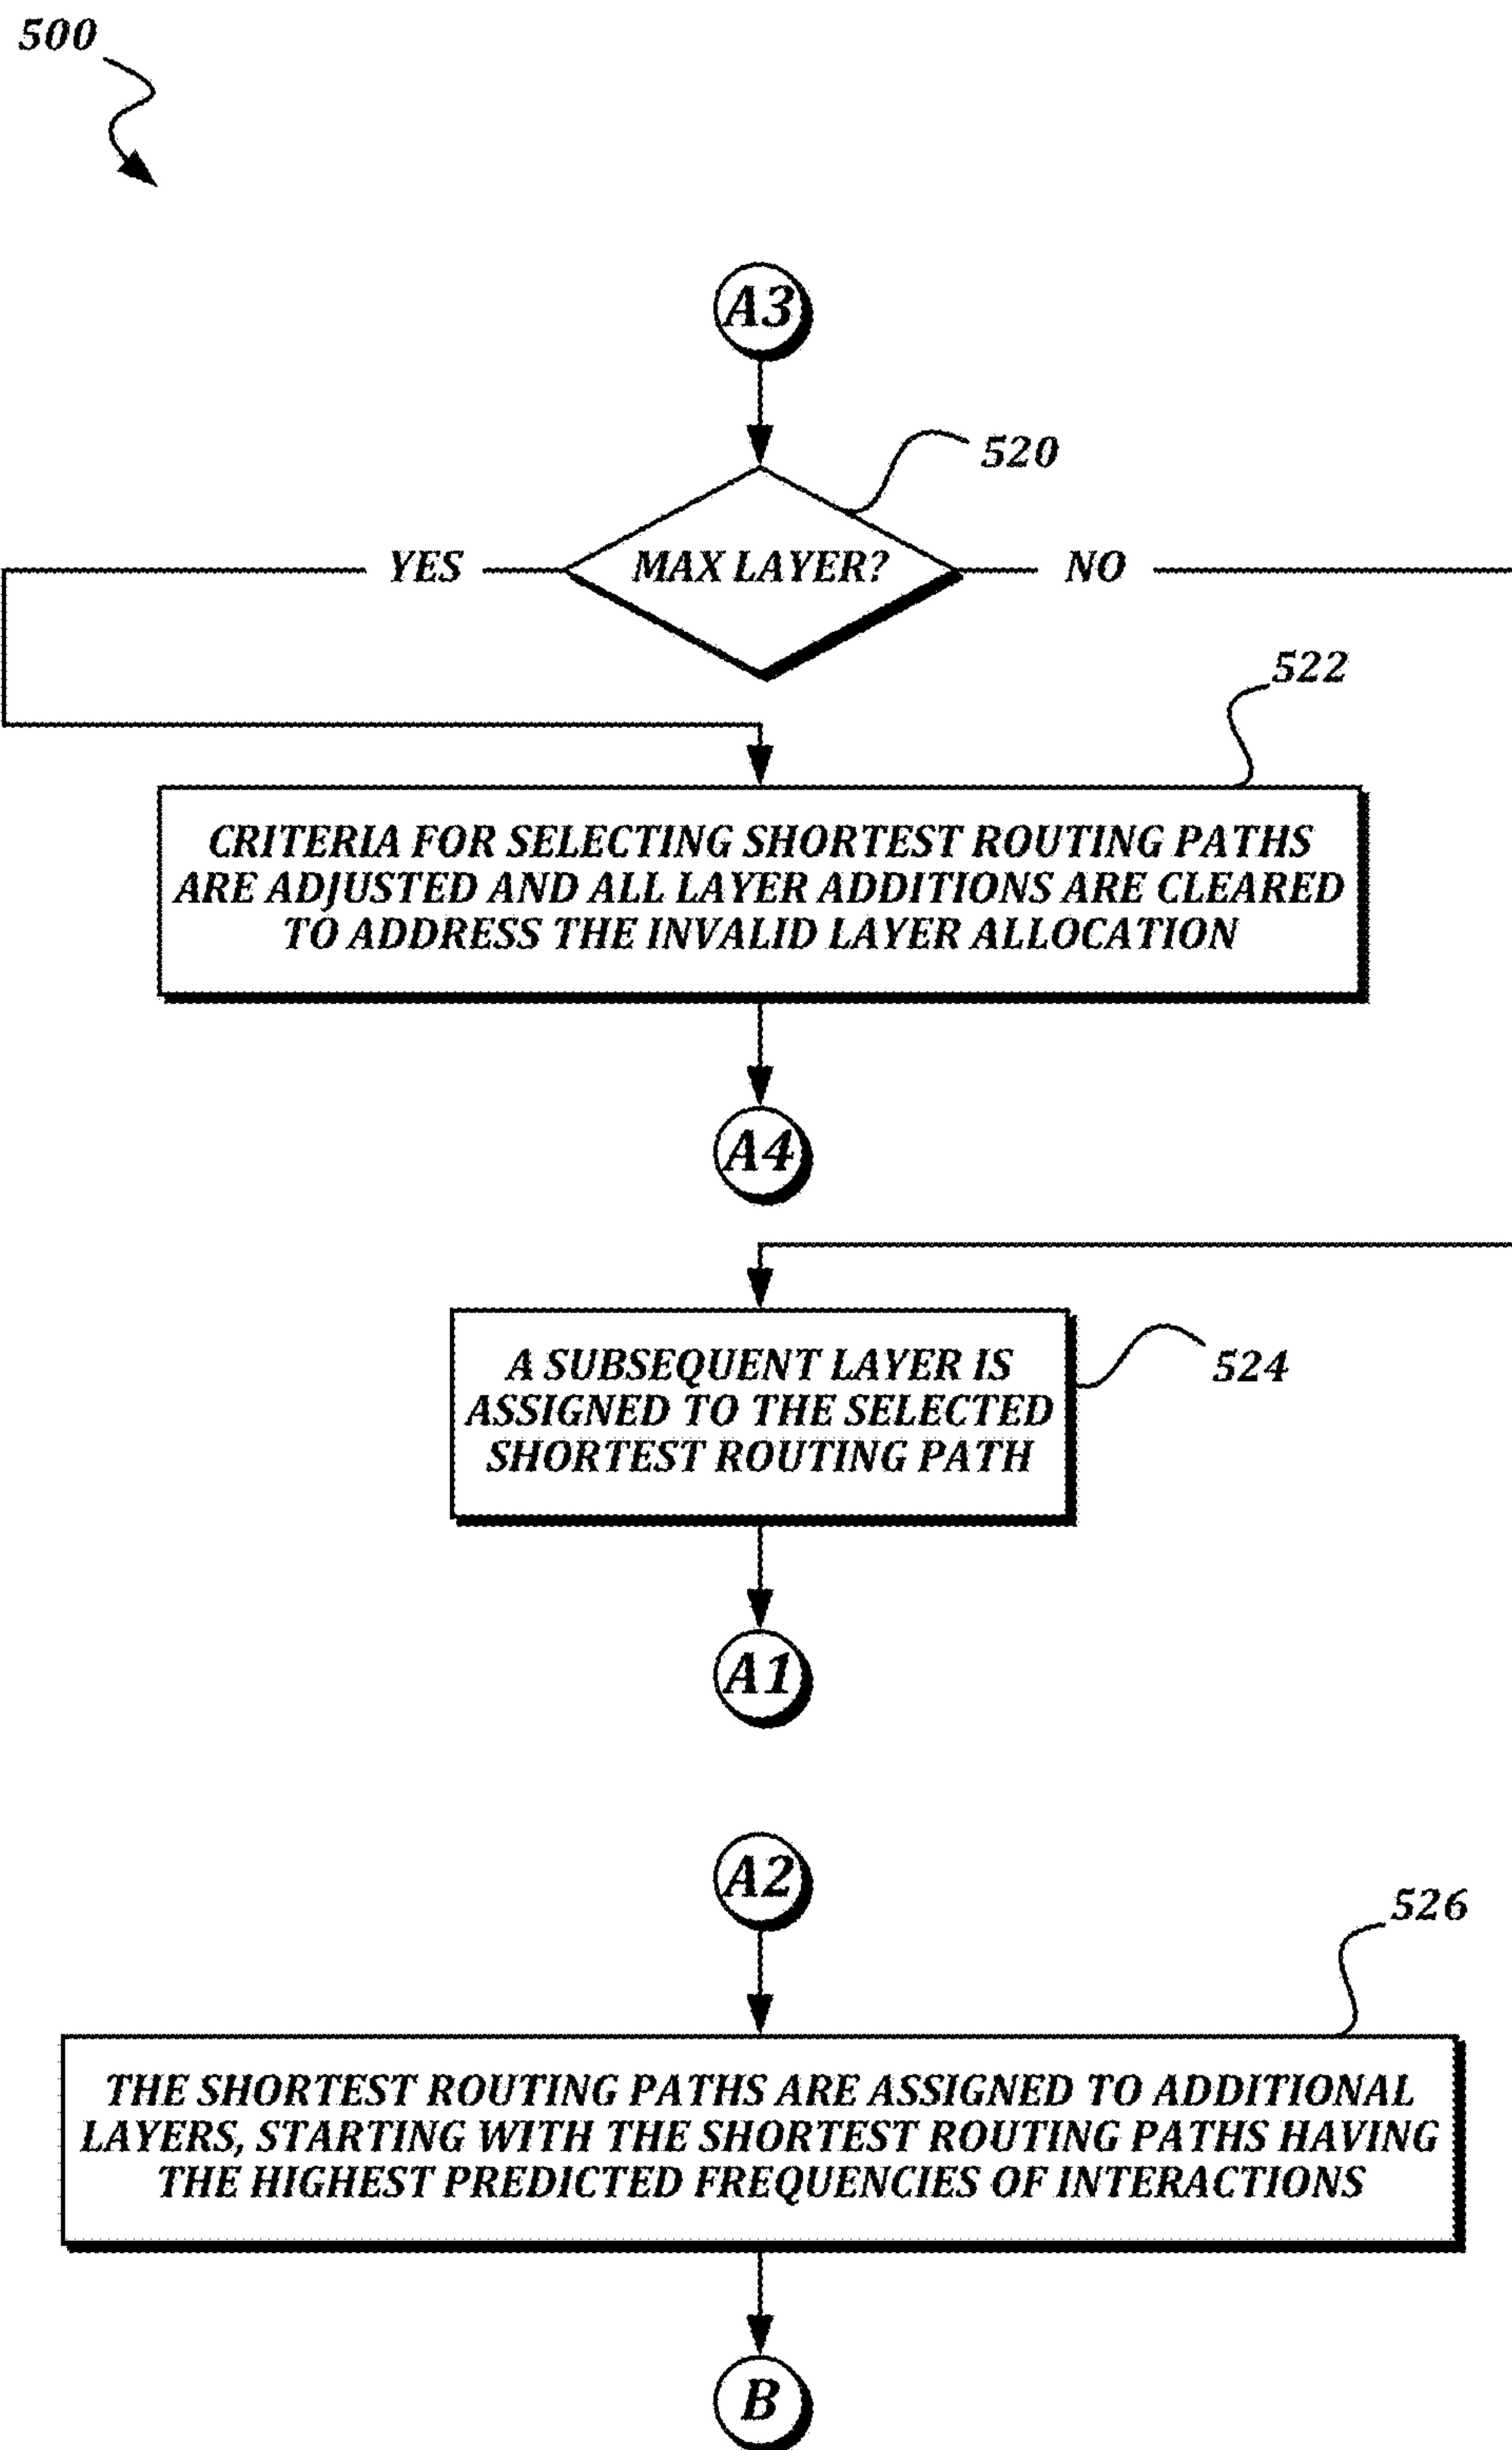 500
A3
520
YES
MAX LAYER?
NO
522
CRITERIA FOR SELECTING SHORTEST ROUTING PATHS
ARE ADJUSTED AND ALL LAYER ADDITIONS ARE CLEARED
TO ADDRESS THE INVALID LAYER ALLOCATION
A4
A SUBSEQUENT LAYER IS
ASSIGNED TO THE SELECTED
SHORTEST ROUTING PATH
524
A1
A2
526
THE SHORTEST ROUTING PATHS ARE ASSIGNED TO ADDITIONAL
LAYERS, STARTING WITH THE SHORTEST ROUTING PATHS HAVING
THE HIGHEST PREDICTED FREQUENCIES OF INTERACTIONS
B